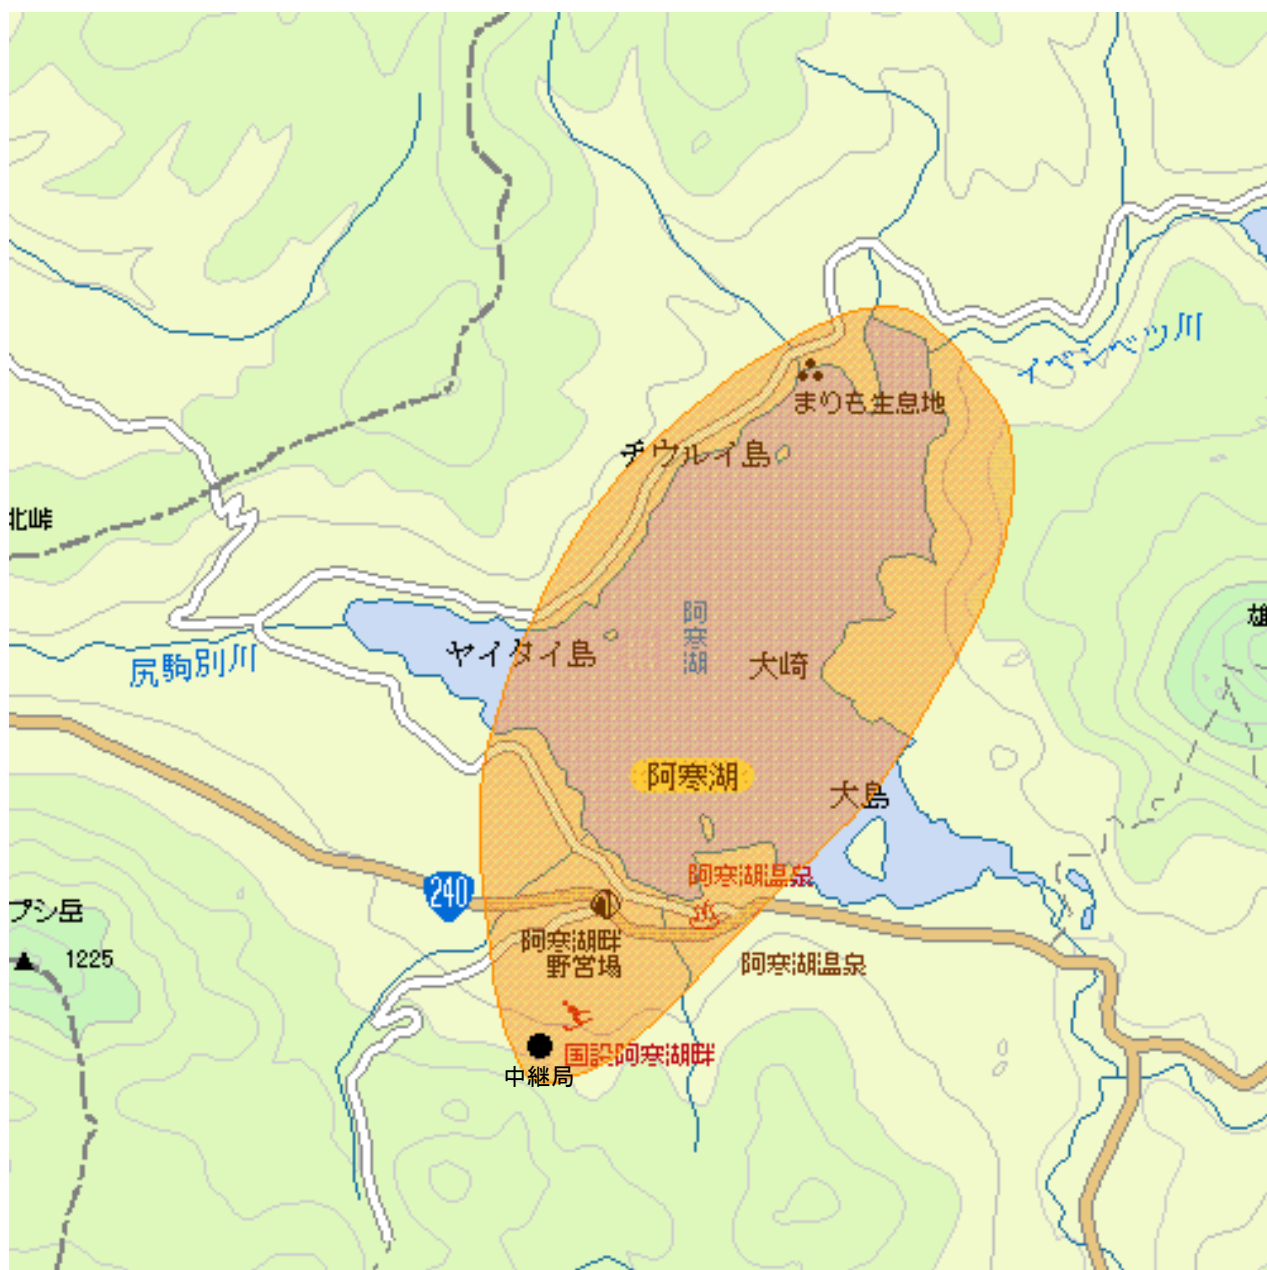 イベンベツ川
まりも生息地
チウルイ島
北峠
阿寒湖
雄
ヤイタイ島
大崎
尻駒別川
阿寒湖
大島
阿寒湖温泉
240
プシ岳
阿寒湖畔
野営場
1225
阿寒湖温泉
国設阿寒湖畔
中継局